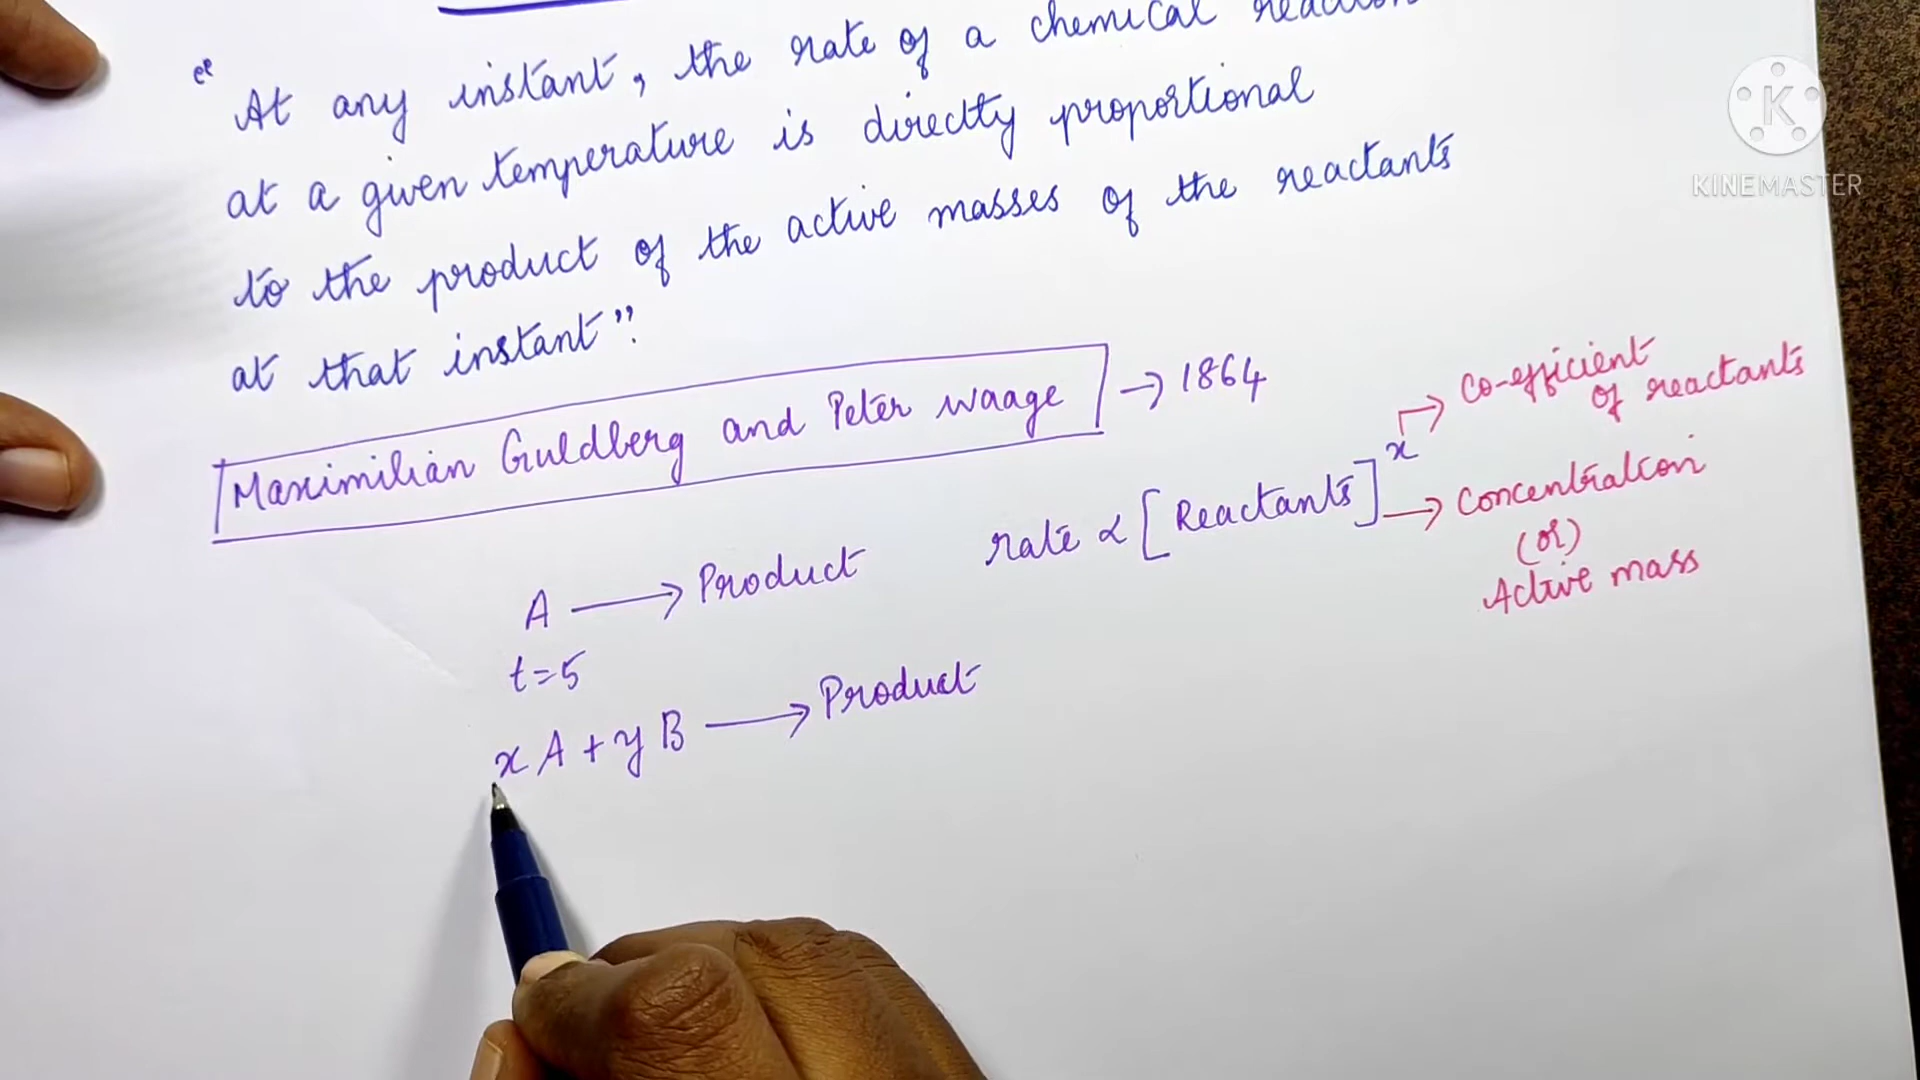 “ At any instant, the rate of a chemical reaction
at a given temperature is directly proportional
to the product of the active masses of the reactants
at that instant”.
Maximilian Guldberg and Peter waage → 1864
rate ∝ [Reactants]^x
→ Co-efficient
of reactants
→ Concentration
(or)
Active mass
A → Product
t=5
x A + y B → Product
KINEMASTER